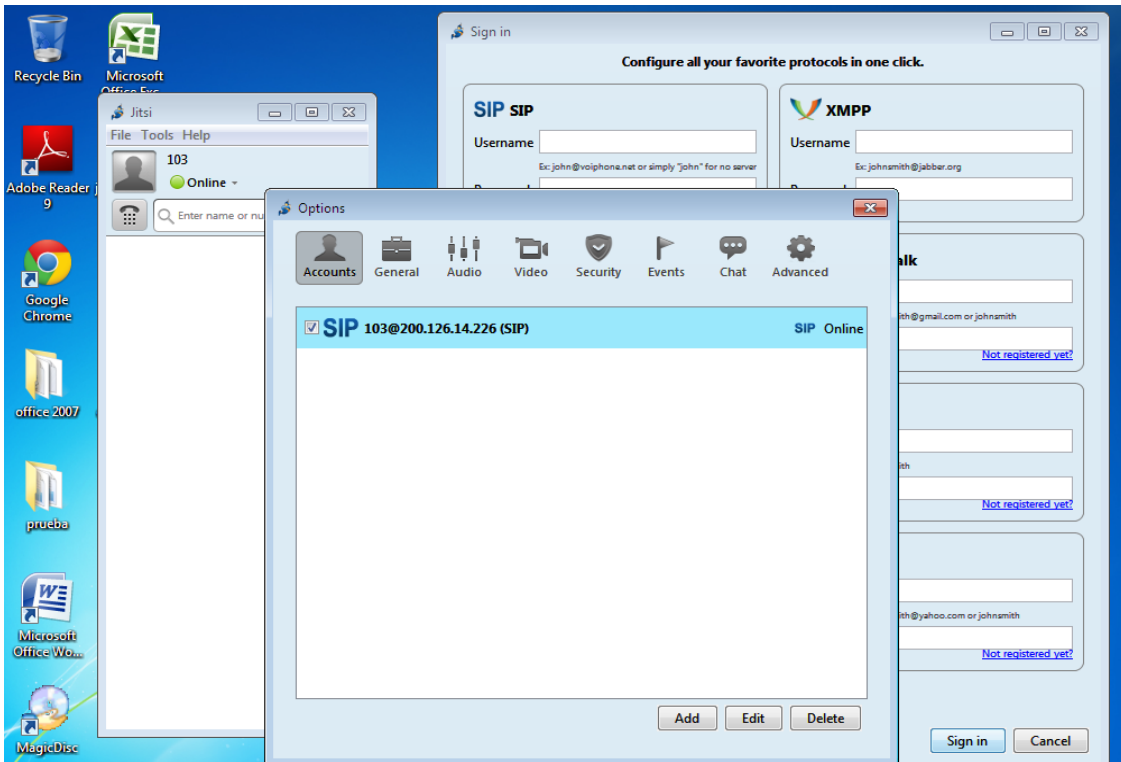 Recycle Bin
Microsoft
Office Exc...
Adobe Reader
9
Google
Chrome
office 2007
prueba
Microsoft
Office Wo...
MagicDisc
Jitsi
File Tools Help
103
Online
Enter name or nu
Sign in
Configure all your favorite protocols in one click.
SIP SIP
Username
Ex: john@voiphone.net or simply "john" for no server
XMPP
Username
Ex: johnsmith@jabber.org
alk
ith@gmail.com or johnsmith
Not registered yet?
ith
Not registered yet?
ith@yahoo.com or johnsmith
Not registered yet?
Sign in Cancel
Options
Accounts General Audio Video Security Events Chat Advanced
SIP 103@200.126.14.226 (SIP) SIP Online
Add Edit Delete